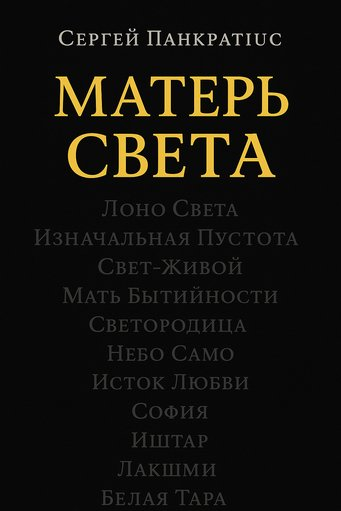 Сергей Панкратіuс
МАТЕРЬ
СВЕТА
Лоно Света
Изначальная Пустота
Свет-Живой
Мать Бытийности
Светородица
Небо Само
Исток Любви
София
Иштар
Лакшми
Белая Тара